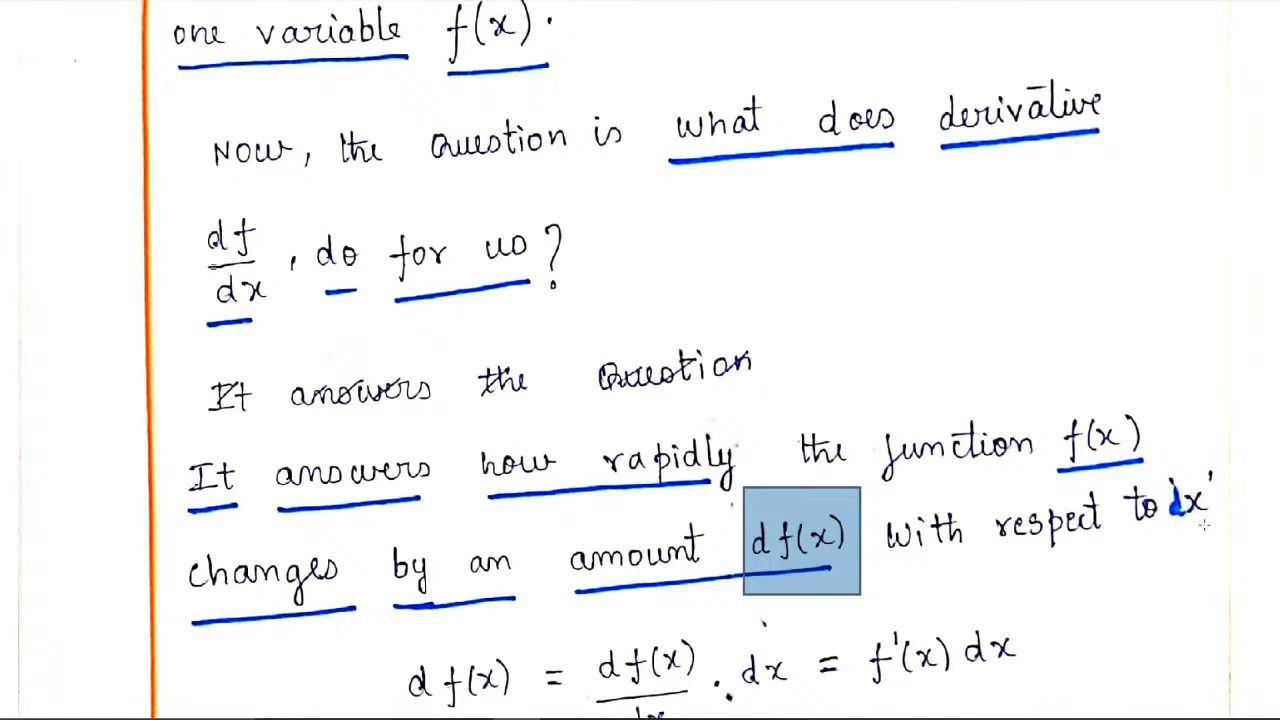 one variable f(x).
Now, the Question is what does derivative
df/dx, do for us?
It answers the Question
It answers how rapidly the function f(x)
changes by an amount df(x) with respect to 'x'
df(x) = df(x)/dx . dx = f'(x) dx